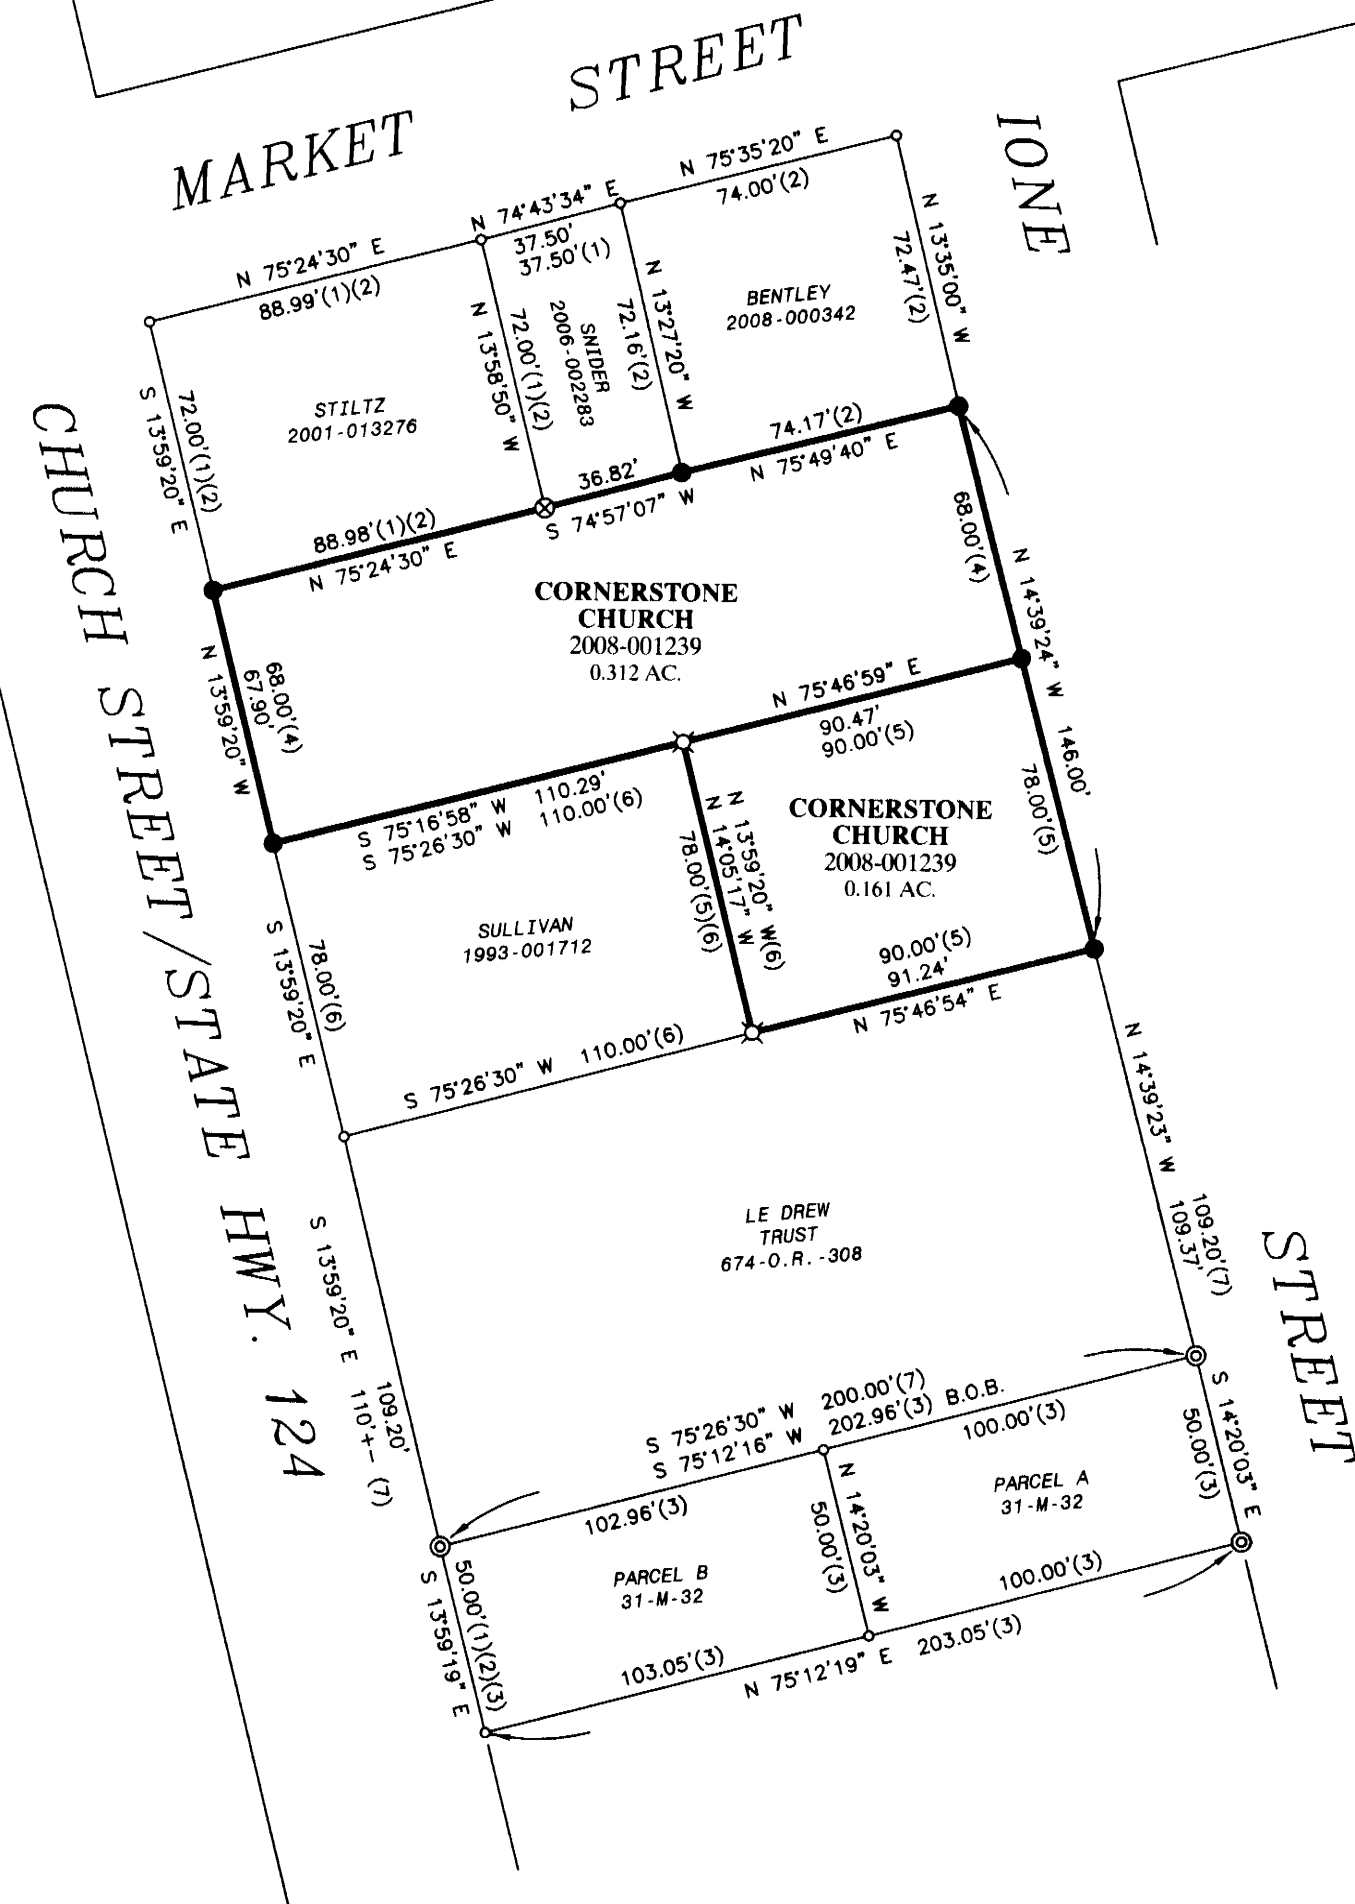 MARKET STREET
IONE
STREET
CHURCH STREET/STATE HWY. 124
N 75°24'30" E
88.99'(1)(2)
N 74°43'34" E
37.50'
37.50'(1)
N 75°35'20" E
74.00'(2)
N 13°35'00" W
72.47'(2)
S 13°59'20" E
72.00'(1)(2)
STILTZ
2001-013276
N 13°58'50" W
72.00'(1)(2)
SNIDER
2006-002283
N 13°27'20" W
72.16'(2)
BENTLEY
2008-000342
88.98'(1)(2)
N 75°24'30" E
36.82'
S 74°57'07" W
74.17'(2)
N 75°49'40" E
CORNERSTONE
CHURCH
2008-001239
0.312 AC.
68.00'(4)
67.90'
N 13°59'20" W
68.00'(4)
N 14°39'24" W 146.00'
78.00'(5)
N 75°46'59" E
90.47'
90.00'(5)
S 75°16'58" W 110.29'
S 75°26'30" W 110.00'(6)
N 13°59'20" W(6)
N 14°05'17" W
78.00'(5)(6)
CORNERSTONE
CHURCH
2008-001239
0.161 AC.
90.00'(5)
91.24'
N 75°46'54" E
SULLIVAN
1993-001712
78.00'(6)
S 13°59'20" E
S 75°26'30" W 110.00'(6)
N 14°39'23" W
109.20'(7)
109.37'
LE DREW
TRUST
674-O.R.-308
109.20'
S 13°59'20" E 110'+- (7)
S 75°26'30" W 200.00'(7)
S 75°12'16" W 202.96'(3) B.O.B.
102.96'(3)
100.00'(3)
S 14°20'03" E
50.00'(3)
PARCEL A
31-M-32
N 14°20'03" W
50.00'(3)
PARCEL B
31-M-32
50.00'(1)(2)(3)
S 13°59'19" E
103.05'(3)
100.00'(3)
N 75°12'19" E 203.05'(3)